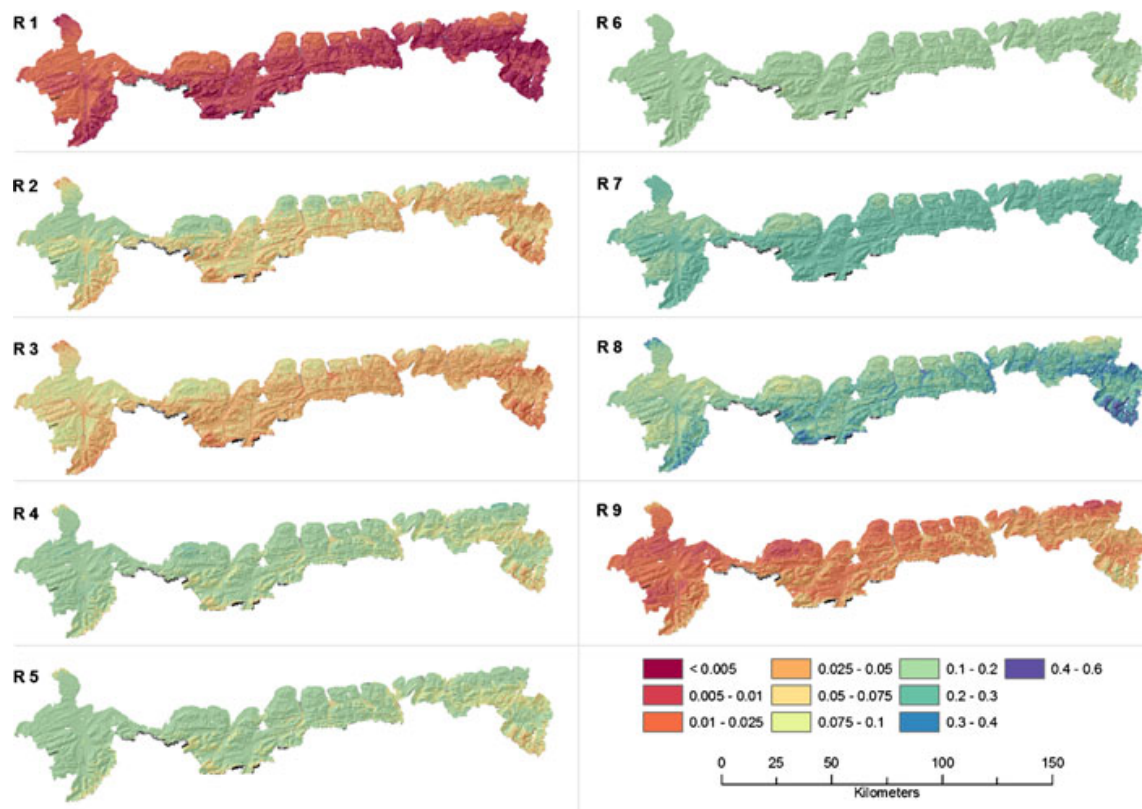 R 1
R 2
R 3
R 4
R 5
R 6
R 7
R 8
R 9
< 0.005
0.005 - 0.01
0.01 - 0.025
0.025 - 0.05
0.05 - 0.075
0.075 - 0.1
0.1 - 0.2
0.2 - 0.3
0.3 - 0.4
0.4 - 0.6
0 25 50 100 150
Kilometers